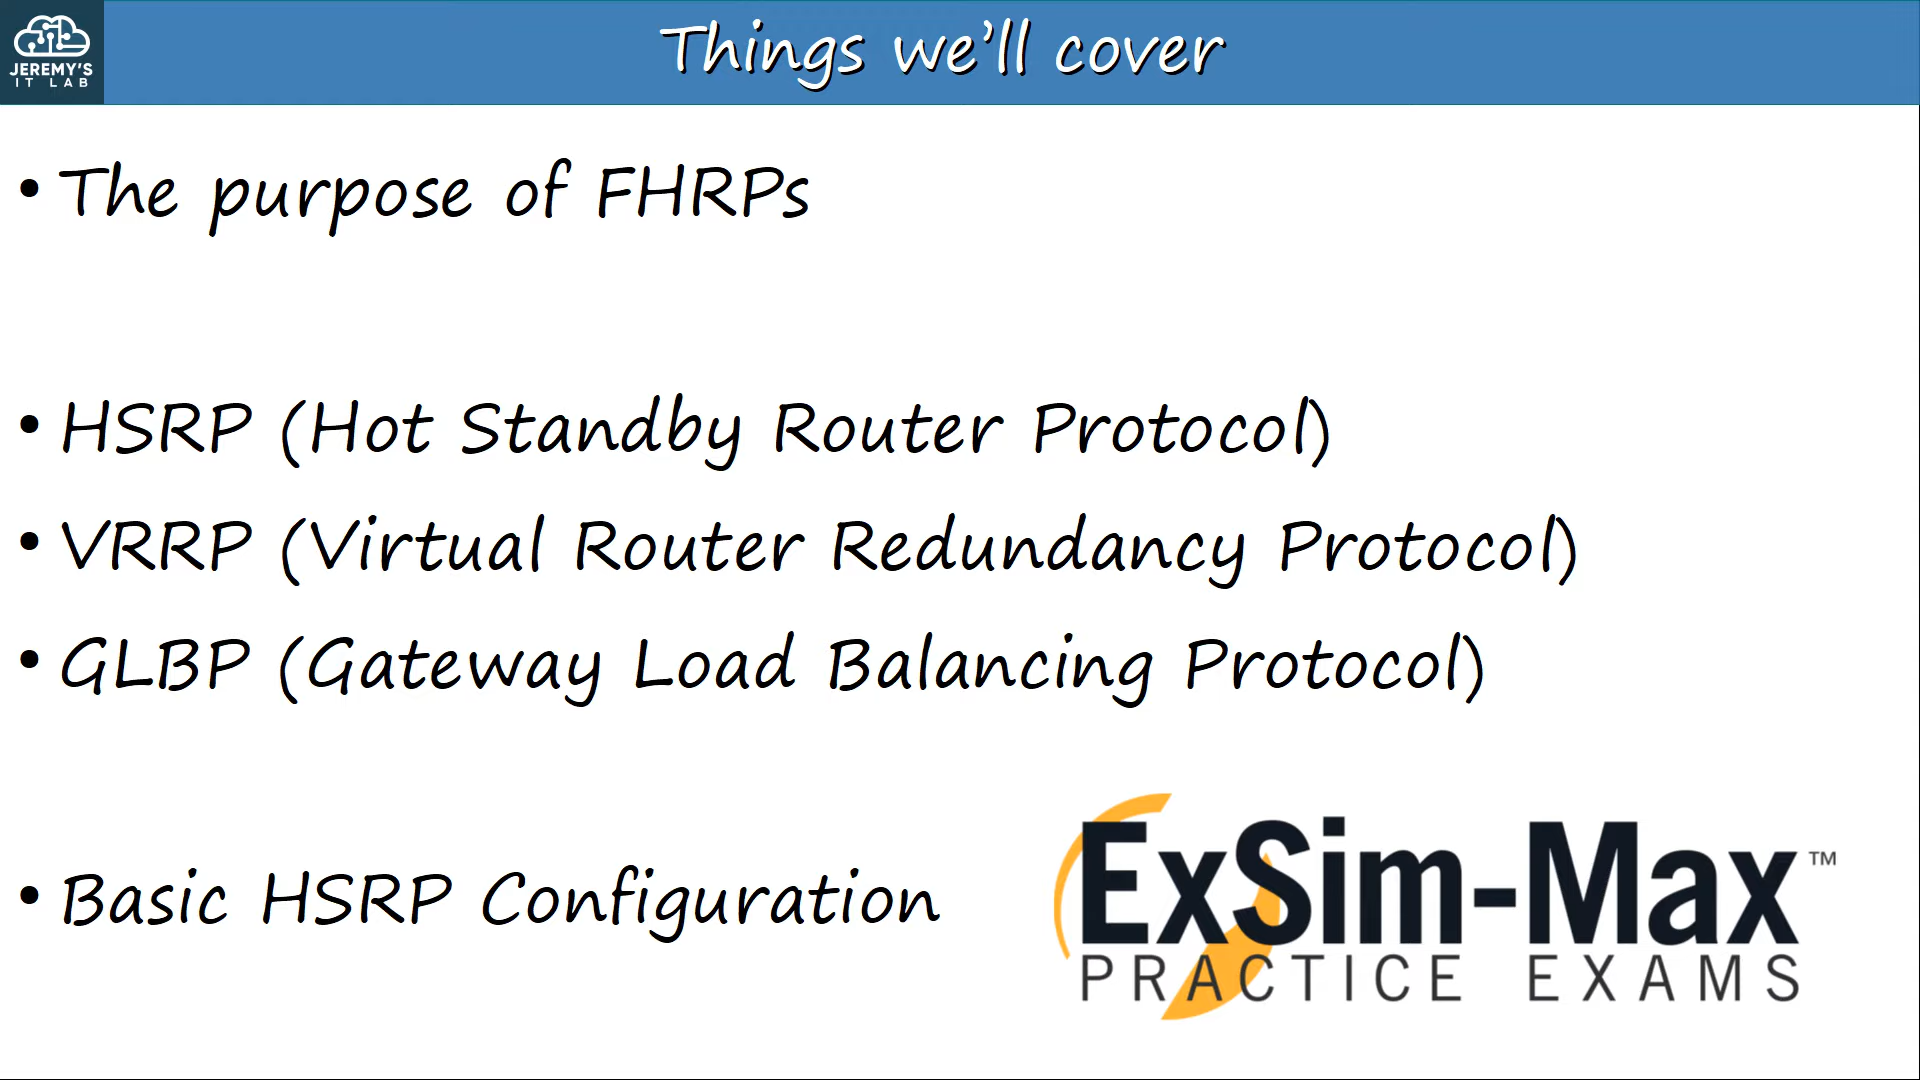 JEREMY'S
IT LAB
Things we'll cover
• The purpose of FHRPs
• HSRP (Hot Standby Router Protocol)
• VRRP (Virtual Router Redundancy Protocol)
• GLBP (Gateway Load Balancing Protocol)
• Basic HSRP Configuration
ExSim-Max™
PRACTICE EXAMS